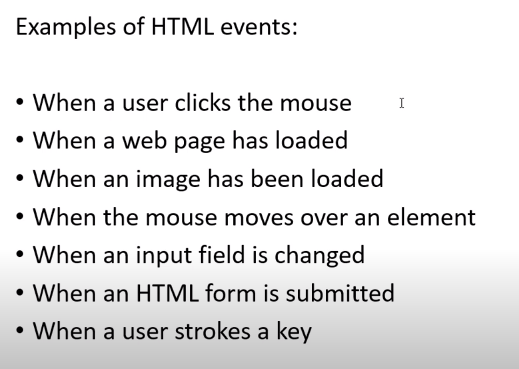 Examples of HTML events:
• When a user clicks the mouse
• When a web page has loaded
• When an image has been loaded
• When the mouse moves over an element
• When an input field is changed
• When an HTML form is submitted
• When a user strokes a key